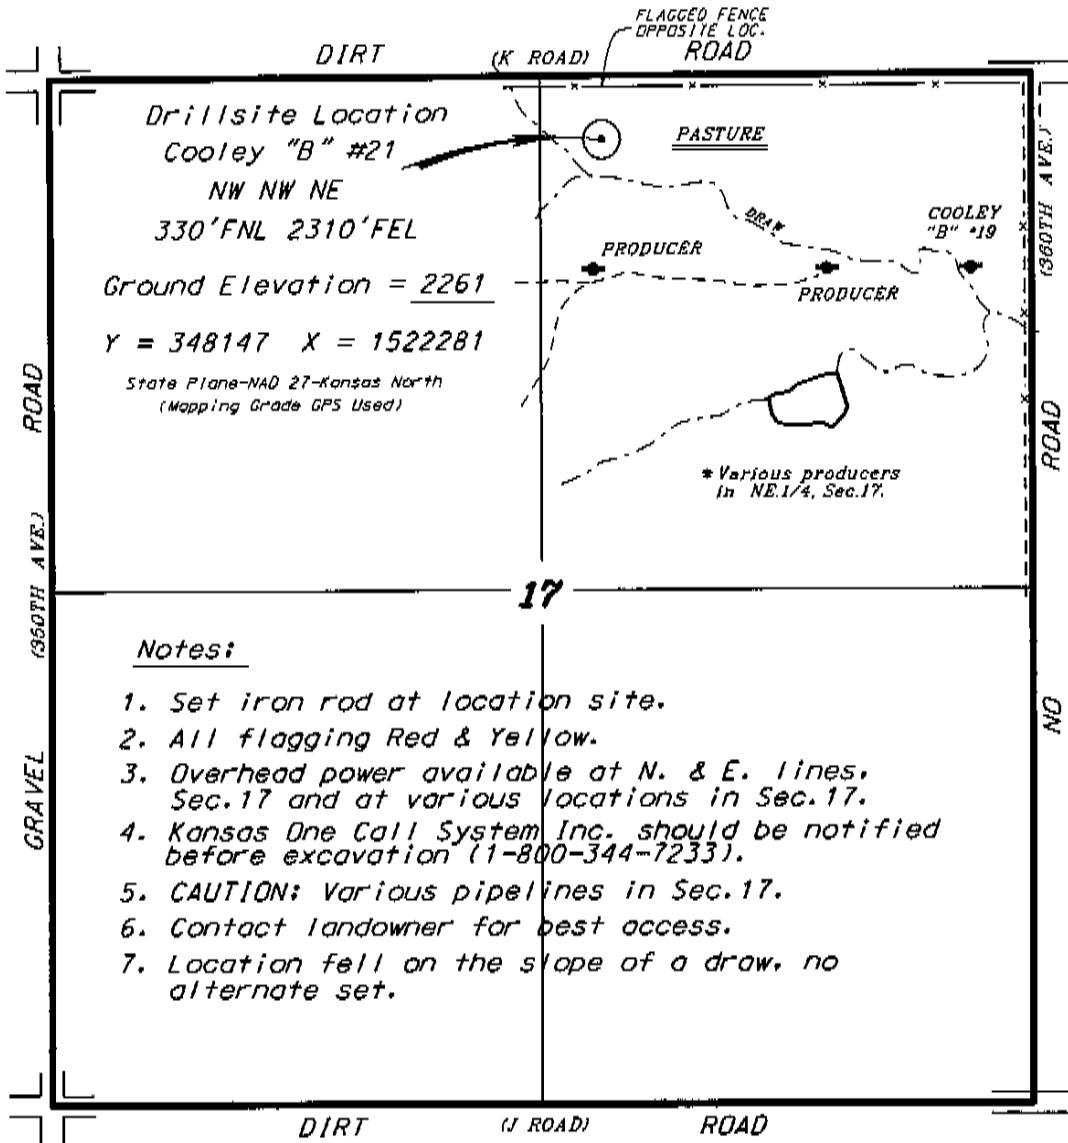 FLAGGED FENCE
OPPOSITE LOC.
DIRT (K ROAD) ROAD
Drillsite Location
Cooley "B" #21
NW NW NE
330'FNL 2310'FEL
Ground Elevation = 2261
Y = 348147 X = 1522281
State Plane-NAD 27-Kansas North
(Mapping Grade GPS Used)
PASTURE
DRAW
COOLEY
"B" #19
PRODUCER
PRODUCER
* Various producers
in NE.1/4, Sec.17.
(360TH AVE.)
ROAD
NO
ROAD
(350TH AVE.)
GRAVEL
17
Notes:
1. Set iron rod at location site.
2. All flagging Red & Yellow.
3. Overhead power available at N. & E. lines,
Sec.17 and at various locations in Sec.17.
4. Kansas One Call System Inc. should be notified
before excavation (1-800-344-7233).
5. CAUTION: Various pipelines in Sec.17.
6. Contact landowner for best access.
7. Location fell on the slope of a draw, no
alternate set.
DIRT (J ROAD) ROAD